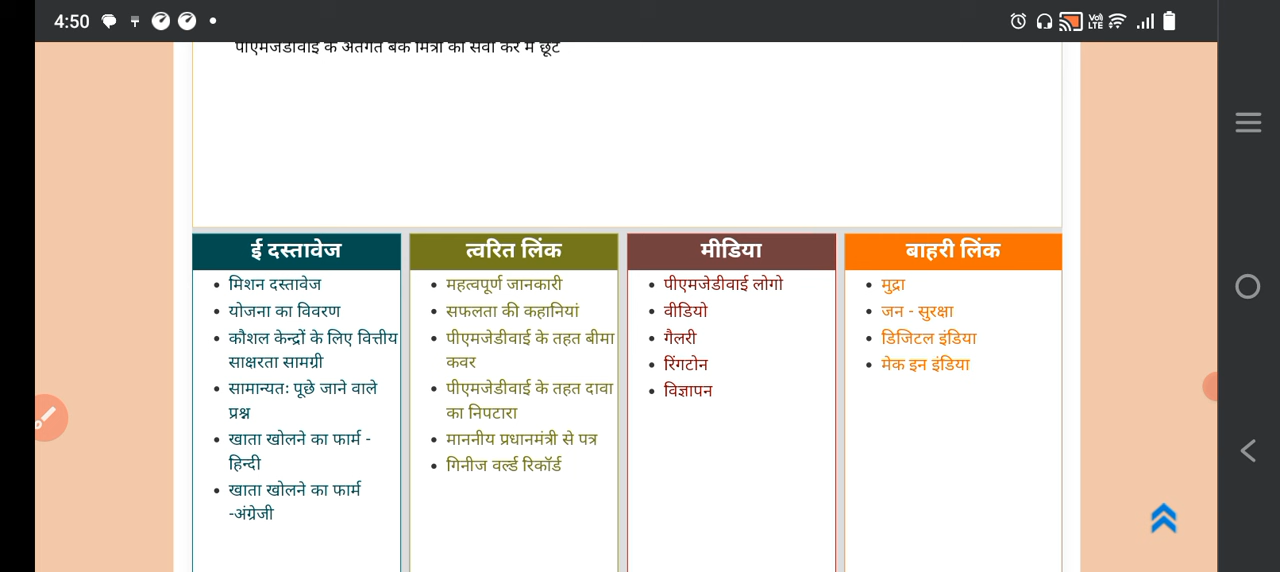 4:50
Vo) LTE
पीएमजेडीवाई के अंतर्गत बैंक मित्रों को सेवा कर में छूट
ई दस्तावेज
मिशन दस्तावेज
योजना का विवरण
कौशल केन्द्रों के लिए वित्तीय
साक्षरता सामग्री
सामान्यतः पूछे जाने वाले
प्रश्न
खाता खोलने का फार्म -
हिन्दी
खाता खोलने का फार्म
-अंग्रेजी
त्वरित लिंक
महत्वपूर्ण जानकारी
सफलता की कहानियां
पीएमजेडीवाई के तहत बीमा
कवर
पीएमजेडीवाई के तहत दावा
का निपटारा
माननीय प्रधानमंत्री से पत्र
गिनीज वर्ल्ड रिकॉर्ड
मीडिया
पीएमजेडीवाई लोगो
वीडियो
गैलरी
रिंगटोन
विज्ञापन
बाहरी लिंक
मुद्रा
जन - सुरक्षा
डिजिटल इंडिया
मेक इन इंडिया